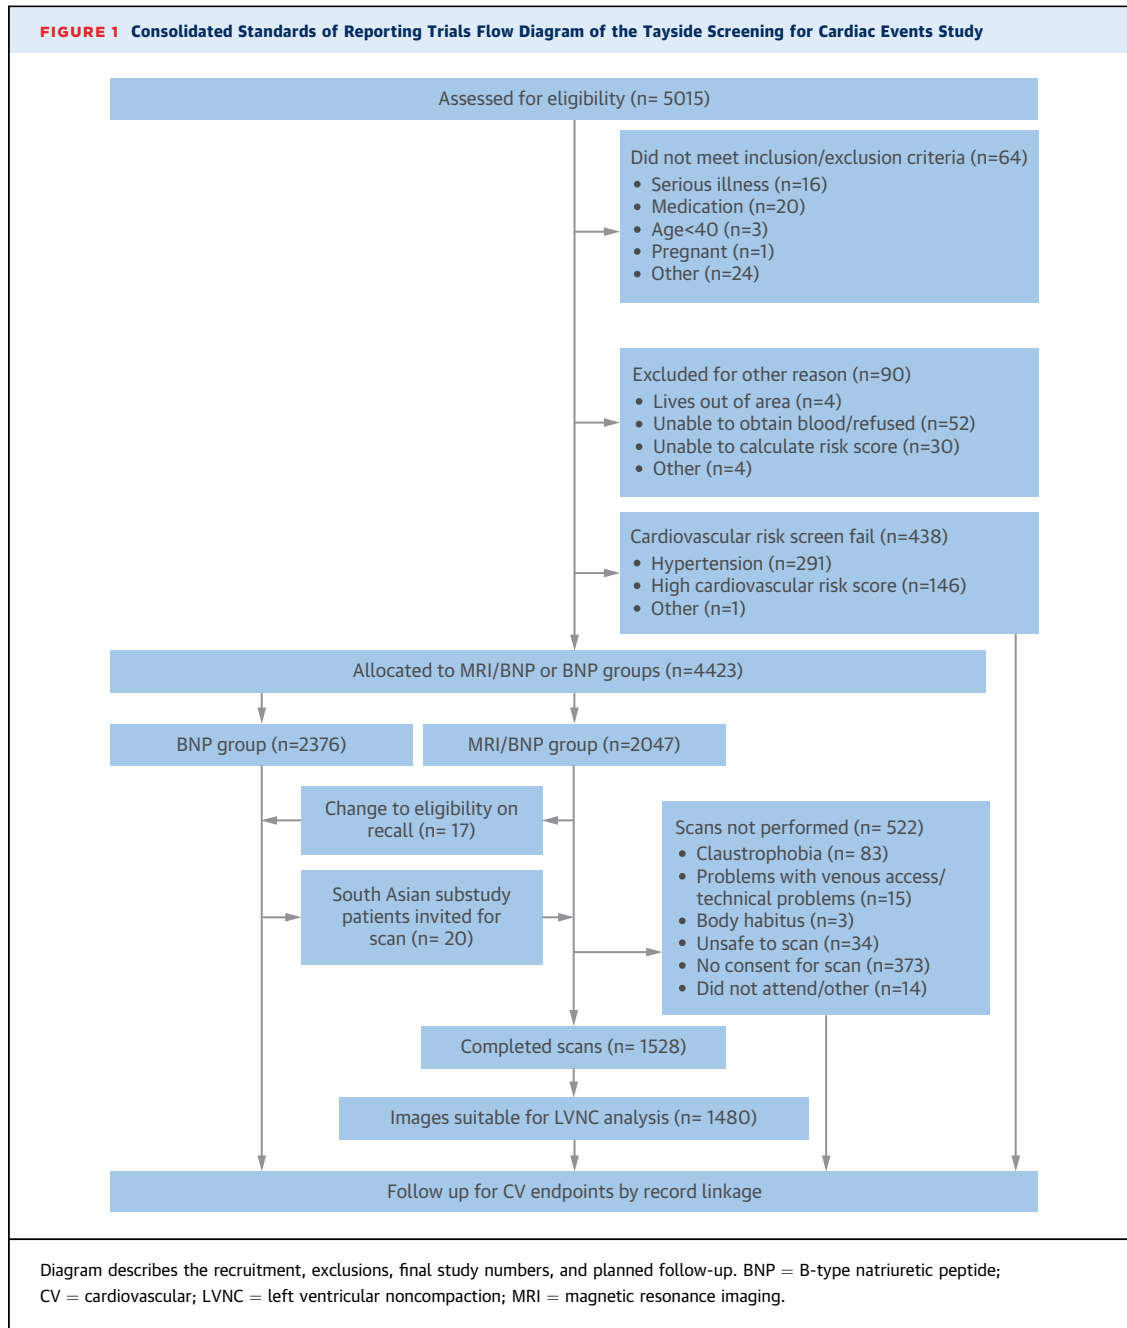 FIGURE 1 Consolidated Standards of Reporting Trials Flow Diagram of the Tayside Screening for Cardiac Events Study
Assessed for eligibility (n= 5015)
Did not meet inclusion/exclusion criteria (n=64)
• Serious illness (n=16)
• Medication (n=20)
• Age<40 (n=3)
• Pregnant (n=1)
• Other (n=24)
Excluded for other reason (n=90)
• Lives out of area (n=4)
• Unable to obtain blood/refused (n=52)
• Unable to calculate risk score (n=30)
• Other (n=4)
Cardiovascular risk screen fail (n=438)
• Hypertension (n=291)
• High cardiovascular risk score (n=146)
• Other (n=1)
Allocated to MRI/BNP or BNP groups (n=4423)
BNP group (n=2376)
MRI/BNP group (n=2047)
Change to eligibility on
recall (n= 17)
South Asian substudy
patients invited for
scan (n= 20)
Scans not performed (n= 522)
• Claustrophobia (n= 83)
• Problems with venous access/
technical problems (n=15)
• Body habitus (n=3)
• Unsafe to scan (n=34)
• No consent for scan (n=373)
• Did not attend/other (n=14)
Completed scans (n= 1528)
Images suitable for LVNC analysis (n= 1480)
Follow up for CV endpoints by record linkage
Diagram describes the recruitment, exclusions, final study numbers, and planned follow-up. BNP = B-type natriuretic peptide;
CV = cardiovascular; LVNC = left ventricular noncompaction; MRI = magnetic resonance imaging.